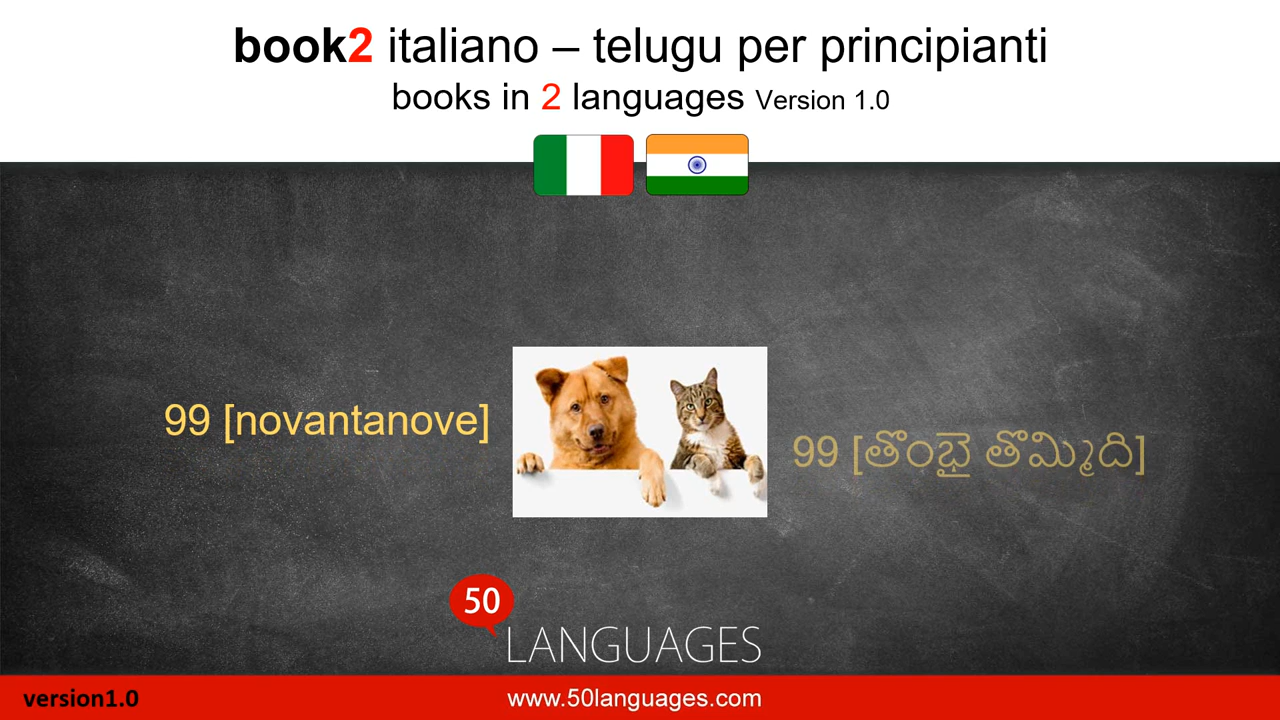 book2 italiano – telugu per principianti
books in 2 languages Version 1.0
99 [novantanove]
99 [తొంభై తొమ్మిది]
50
LANGUAGES
version1.0
www.50languages.com